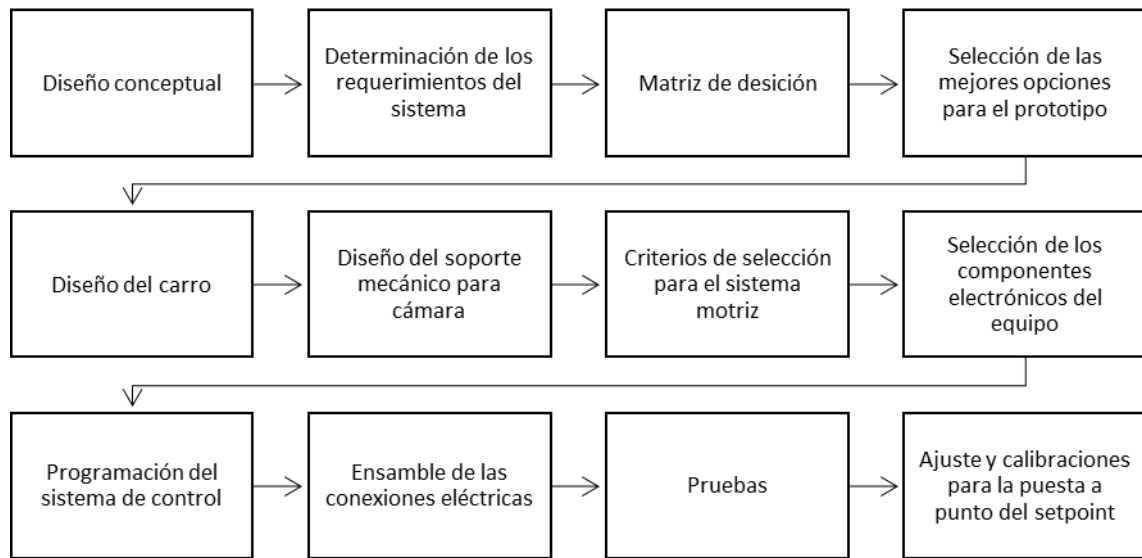 Diseño conceptual
Determinación de los
requerimientos del
sistema
Matriz de desición
Selección de las
mejores opciones
para el prototipo
Diseño del carro
Diseño del soporte
mecánico para
cámara
Criterios de selección
para el sistema
motriz
Selección de los
componentes
electrónicos del
equipo
Programación del
sistema de control
Ensamble de las
conexiones eléctricas
Pruebas
Ajuste y calibraciones
para la puesta a
punto del setpoint